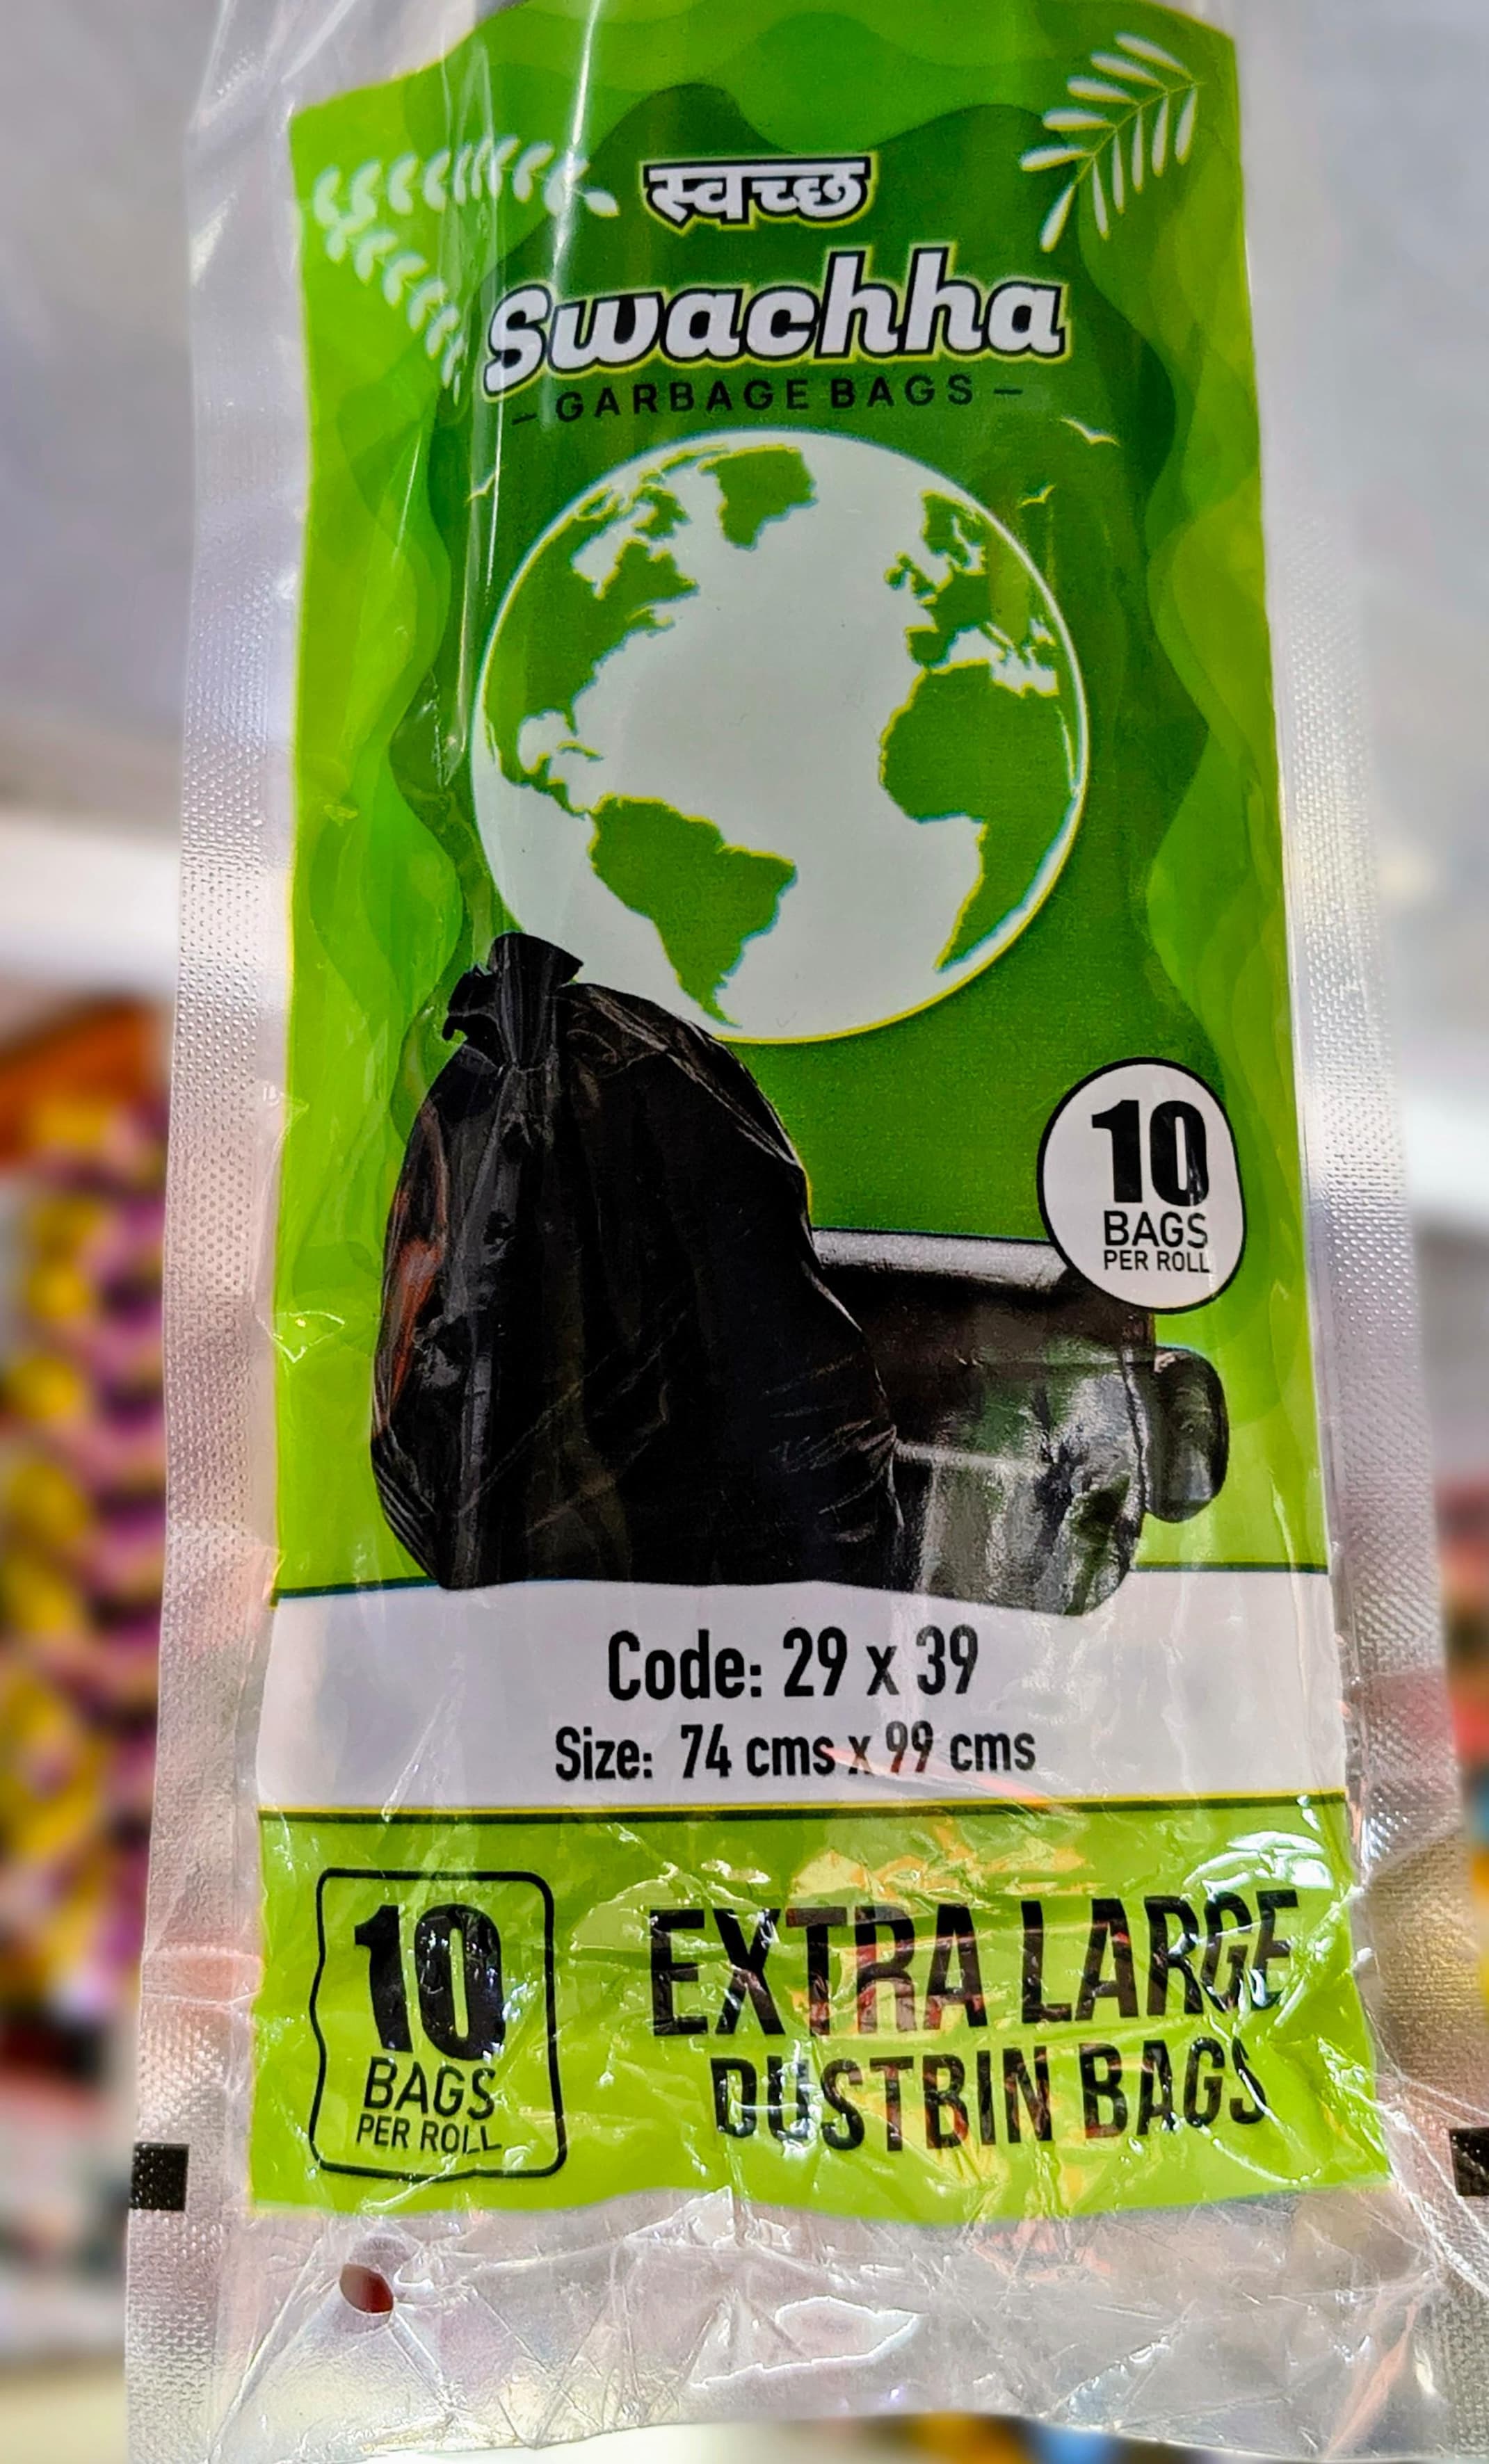 स्वच्छ
Swachha
- GARBAGE BAGS -
10
BAGS
PER ROLL
Code: 29 x 39
Size: 74 cms x 99 cms
10
BAGS
PER ROLL
EXTRA LARGE
DUSTBIN BAGS